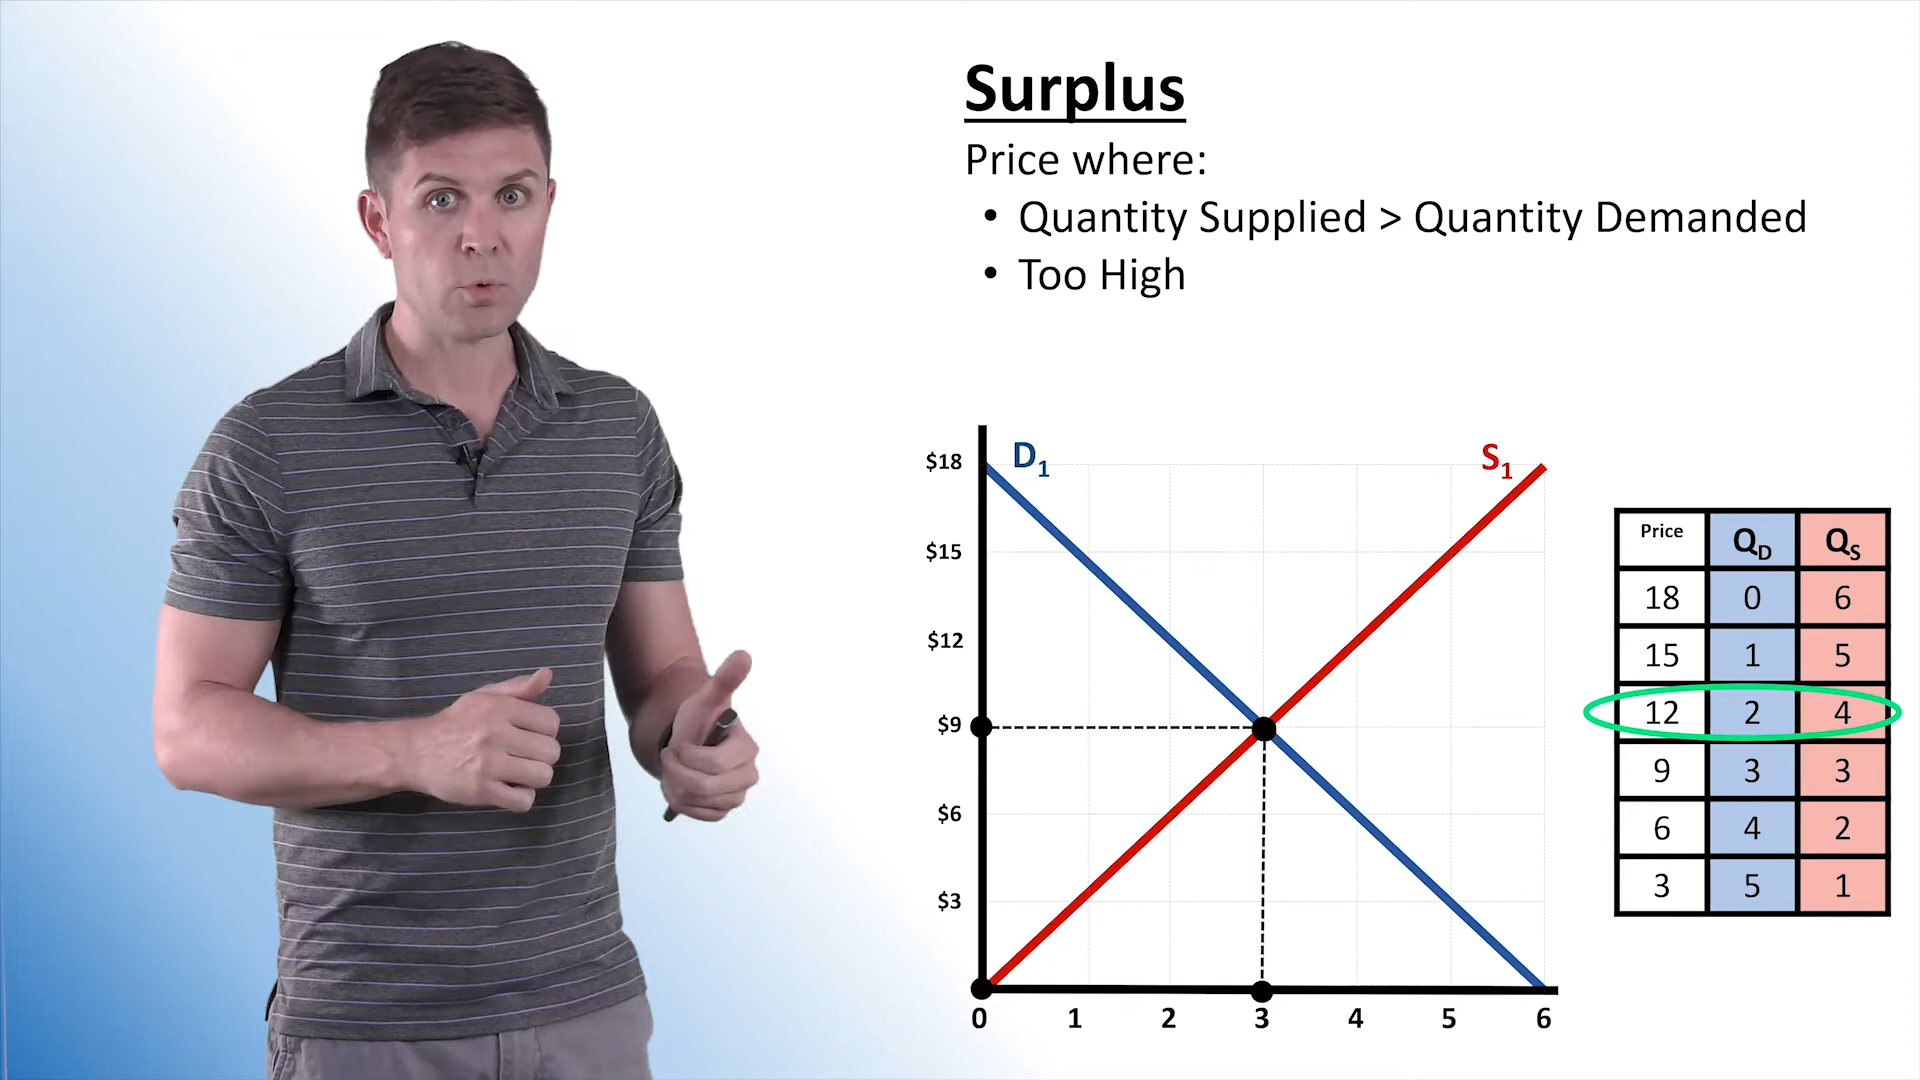 Surplus
Price where:
• Quantity Supplied > Quantity Demanded
• Too High
D1
S1
$18
$15
$12
$9
$6
$3
0 1 2 3 4 5 6
Price QD QS
18 0 6
15 1 5
12 2 4
9 3 3
6 4 2
3 5 1